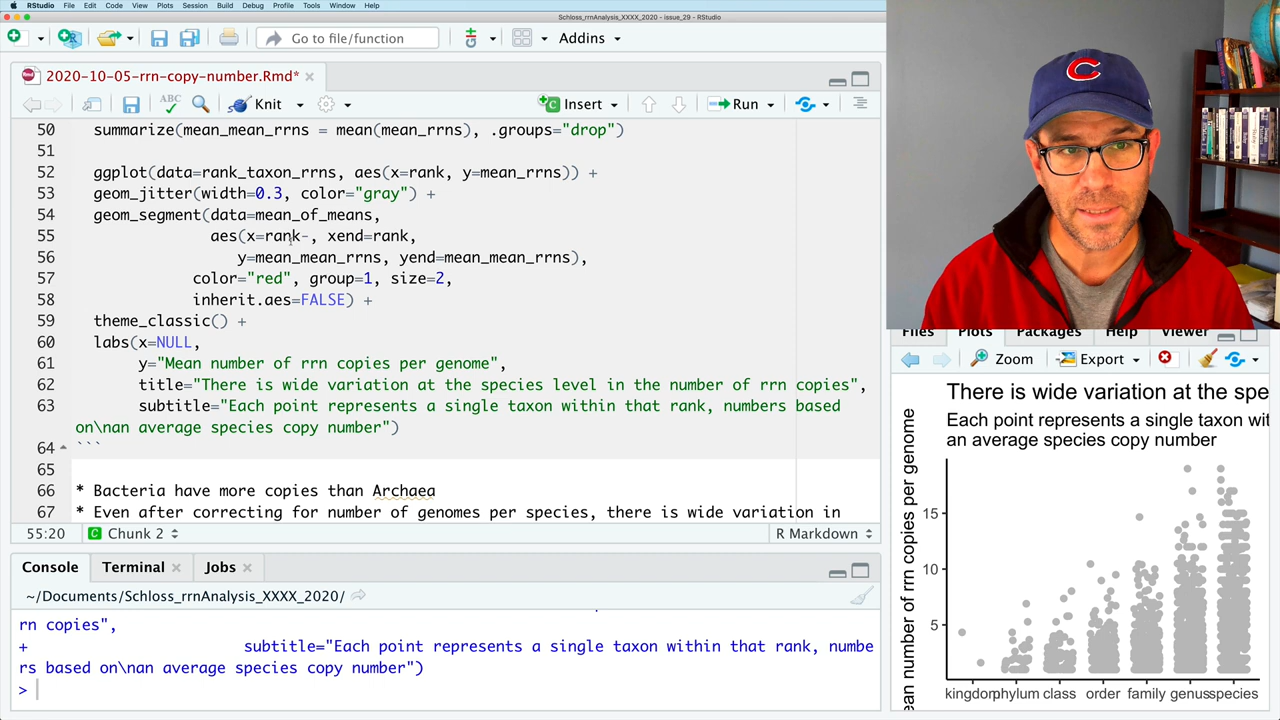 RStudio File Edit Code View Plots Session Build Debug Profile Tools Window Help
Schloss_rrnAnalysis_XXXX_2020 - issue_29 - RStudio
Go to file/function Addins
2020-10-05-rrn-copy-number.Rmd*
ABC Knit Insert Run
50 summarize(mean_mean_rrns = mean(mean_rrns), .groups="drop")
51
52 ggplot(data=rank_taxon_rrns, aes(x=rank, y=mean_rrns)) +
53 geom_jitter(width=0.3, color="gray") +
54 geom_segment(data=mean_of_means,
55 aes(x=rank-, xend=rank,
56 y=mean_mean_rrns, yend=mean_mean_rrns),
57 color="red", group=1, size=2,
58 inherit.aes=FALSE) +
59 theme_classic() +
60 labs(x=NULL,
61 y="Mean number of rrn copies per genome",
62 title="There is wide variation at the species level in the number of rrn copies",
63 subtitle="Each point represents a single taxon within that rank, numbers based
on\nan average species copy number")
64 ```
65
66 * Bacteria have more copies than Archaea
67 * Even after correcting for number of genomes per species, there is wide variation in
55:20 Chunk 2 R Markdown
Console Terminal Jobs
~/Documents/Schloss_rrnAnalysis_XXXX_2020/
rn copies",
+ subtitle="Each point represents a single taxon within that rank, numbe
rs based on\nan average species copy number")
>
Files Plots Packages Help Viewer
Zoom Export
There is wide variation at the spe
Each point represents a single taxon wit
an average species copy number
ean number of rrn copies per genome
15
10
5
kingdom phylum class order family genus species